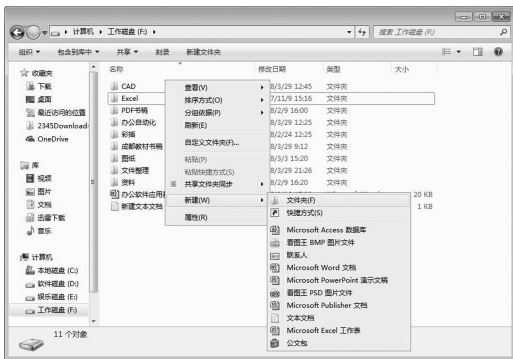 计算机 ▸ 工作磁盘 (F:) ▸
搜索 工作磁盘 (F:)
组织 ▼ 包含到库中 ▼ 共享 ▼ 刻录 新建文件夹
名称 修改日期 类型 大小
收藏夹
下载
桌面
最近访问的位置
2345Download
OneDrive
库
视频
图片
文档
迅雷下载
音乐
计算机
本地磁盘 (C:)
软件磁盘 (D:)
娱乐磁盘 (E:)
工作磁盘 (F:)
CAD 8/3/29 12:45 文件夹
Excel 7/11/9 15:16 文件夹
PDF书稿 8/2/9 16:00 文件夹
办公自动化 8/3/29 12:25 文件夹
彩插 8/2/24 12:25 文件夹
成都教材书稿 8/3/29 9:12 文件夹
图纸 8/3/3 15:20 文件夹
文件整理 8/3/29 21:26 文件夹
资料 8/2/9 16:20 文件夹
办公软件应用 20 KB
新建文本文档 1 KB
查看(V)
排序方式(O)
分组依据(P)
刷新(E)
自定义文件夹(F)...
粘贴(P)
粘贴快捷方式(S)
共享文件夹同步
新建(W)
属性(R)
文件夹(F)
快捷方式(S)
Microsoft Access 数据库
看图王 BMP 图片文件
联系人
Microsoft Word 文档
Microsoft PowerPoint 演示文稿
看图王 PSD 图片文件
Microsoft Publisher 文档
文本文档
Microsoft Excel 工作表
公文包
11 个对象